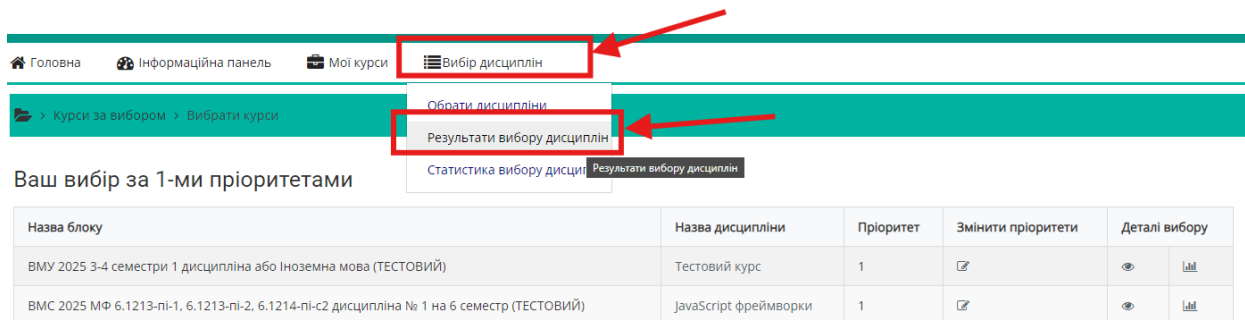 Головна Інформаційна панель Мої курси Вибір дисциплін
Обрати дисципліни
> Курси за вибором > Вибрати курси
Результати вибору дисциплін
Статистика вибору
Результати вибору дисциплін
Ваш вибір за 1-ми пріоритетами
Назва блоку Назва дисципліни Пріоритет Змінити пріоритети Деталі вибору
ВМУ 2025 3-4 семестри 1 дисципліна або Іноземна мова (ТЕСТОВИЙ) Тестовий курс 1
ВМС 2025 МФ 6.1213-пі-1, 6.1213-пі-2, 6.1214-пі-с2 дисципліна № 1 на 6 семестр (ТЕСТОВИЙ) JavaScript фреймворки 1